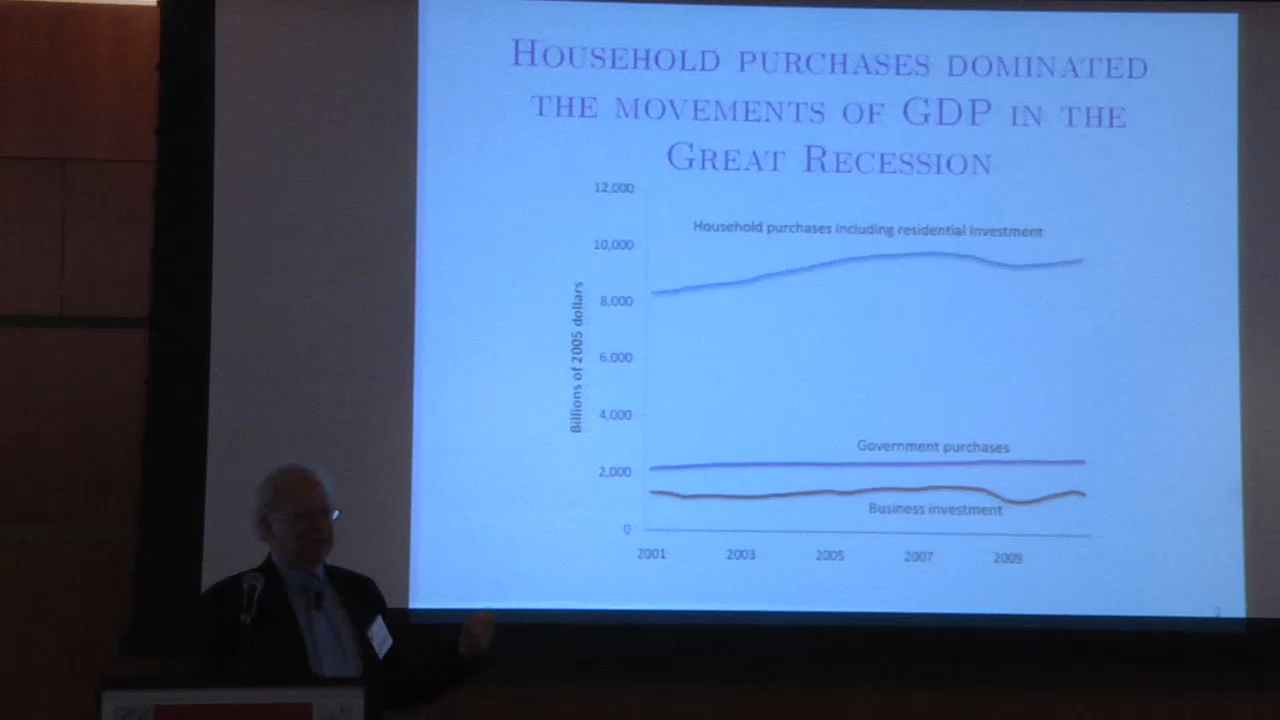 HOUSEHOLD PURCHASES DOMINATED
THE MOVEMENTS OF GDP IN THE
GREAT RECESSION
12,000
Household purchases including residential investment
10,000
8,000
6,000
4,000
2,000
0
Billions of 2005 dollars
Government purchases
Business investment
2001 2003 2005 2007 2009